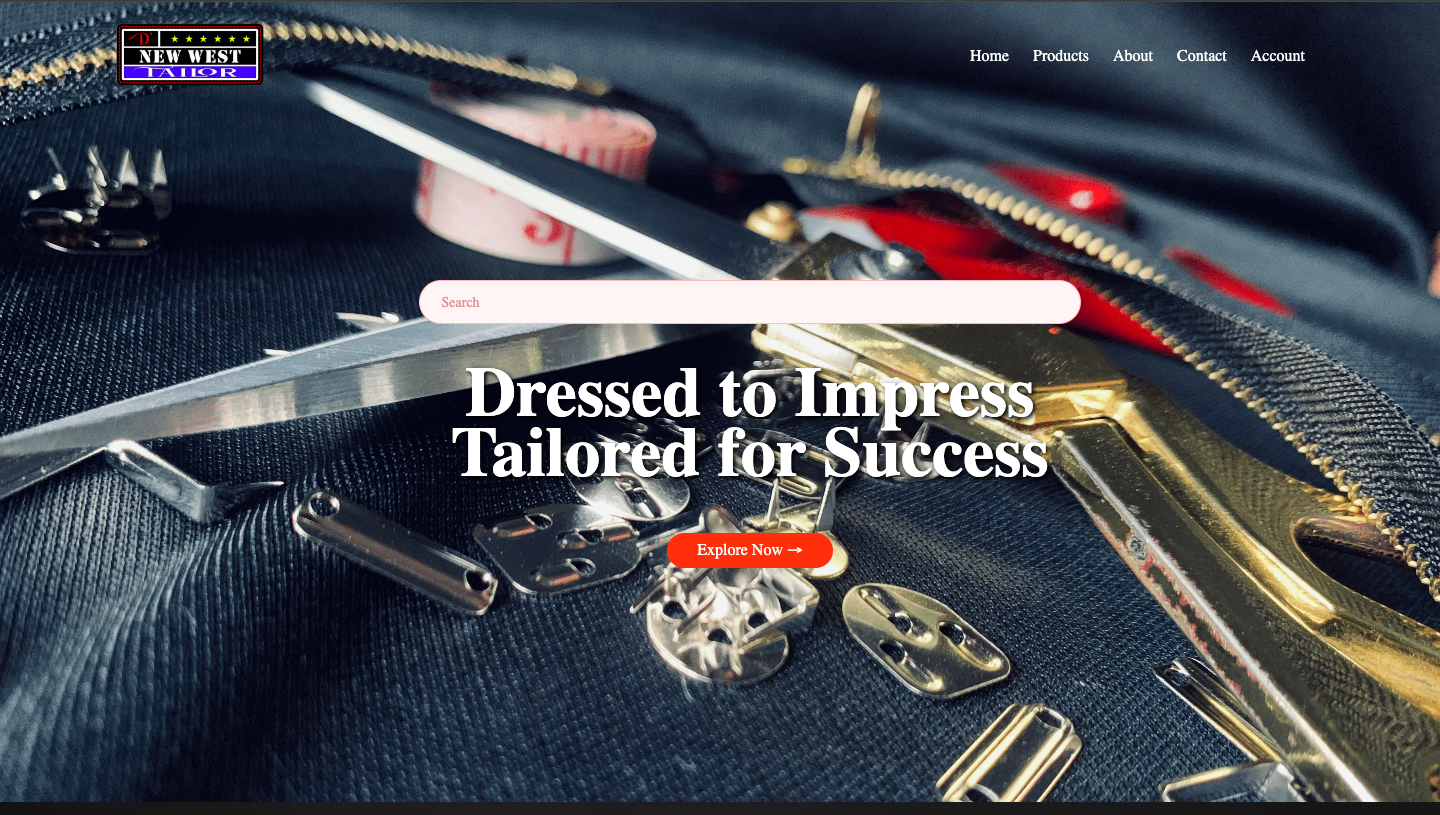 "D"
★ ★ ★ ★ ★ ★
NEW WEST
TAILOR
Home Products About Contact Account
Search
Dressed to Impress
Tailored for Success
Explore Now →